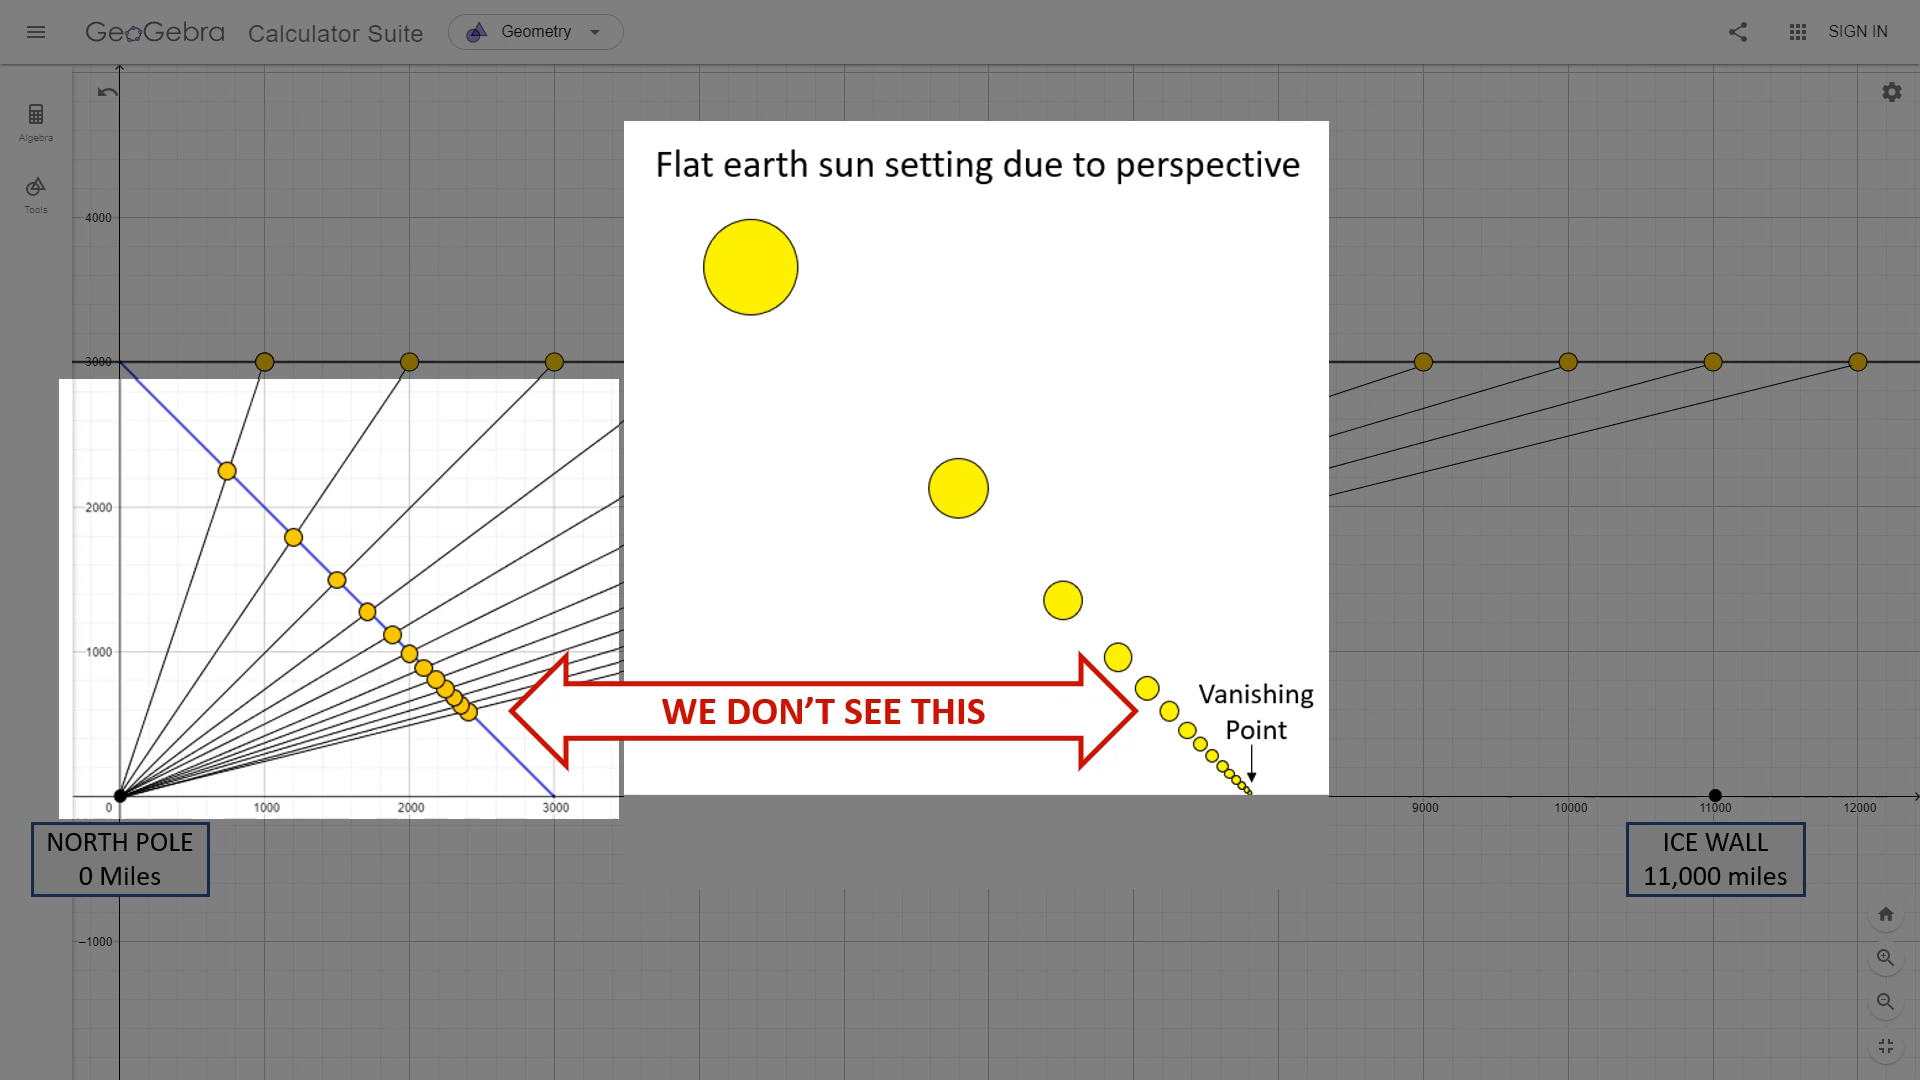 GeoGebra
Calculator Suite
Geometry
SIGN IN
Algebra
Tools
Flat earth sun setting due to perspective
4000
3000
2000
1000
0
1000
2000
3000
9000
10000
11000
12000
−1000
WE DON'T SEE THIS
Vanishing
Point
NORTH POLE
0 Miles
ICE WALL
11,000 miles